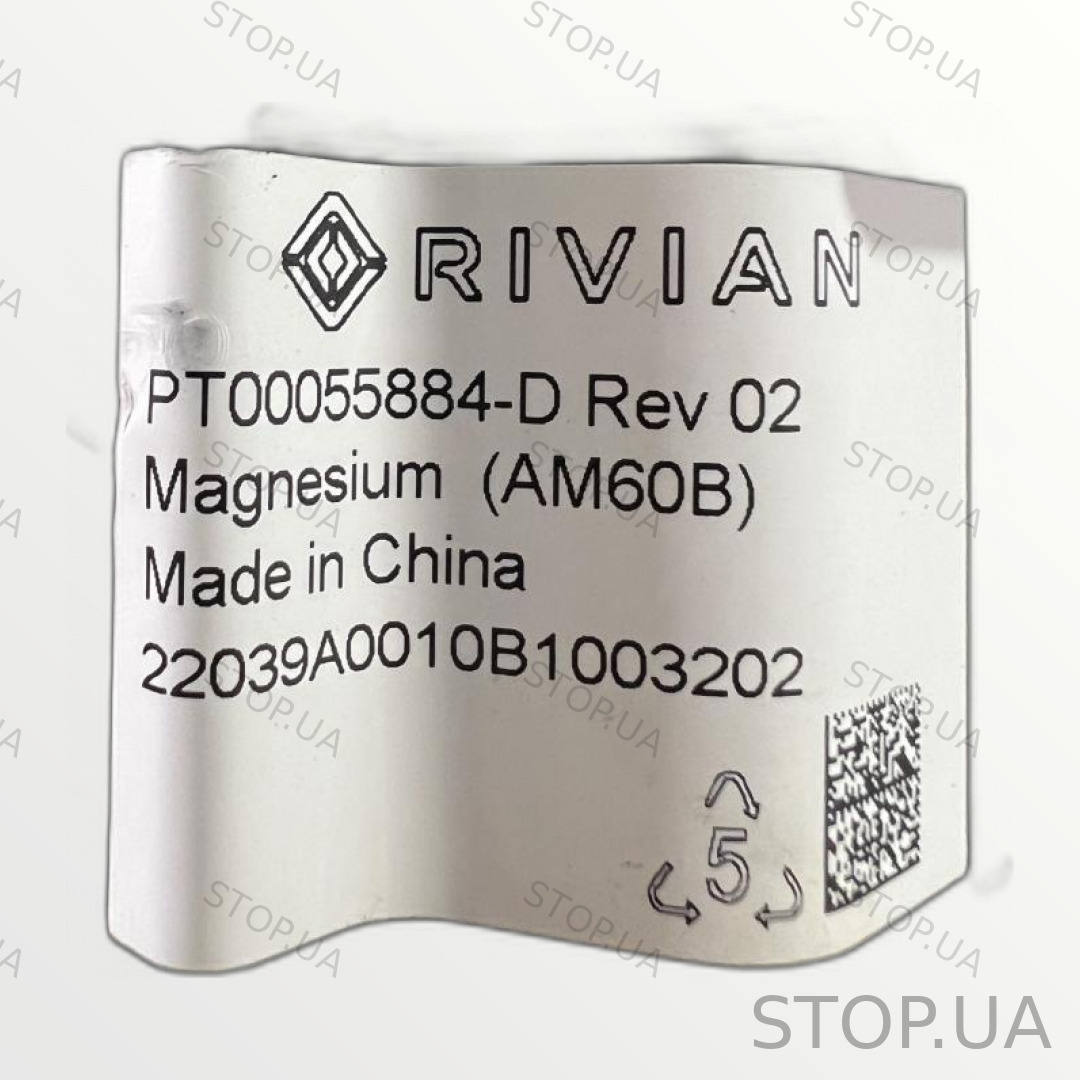 RIVIAN
PT00055884-D Rev 02
Magnesium (AM60B)
Made in China
22039A0010B1003202
5
STOP.UA